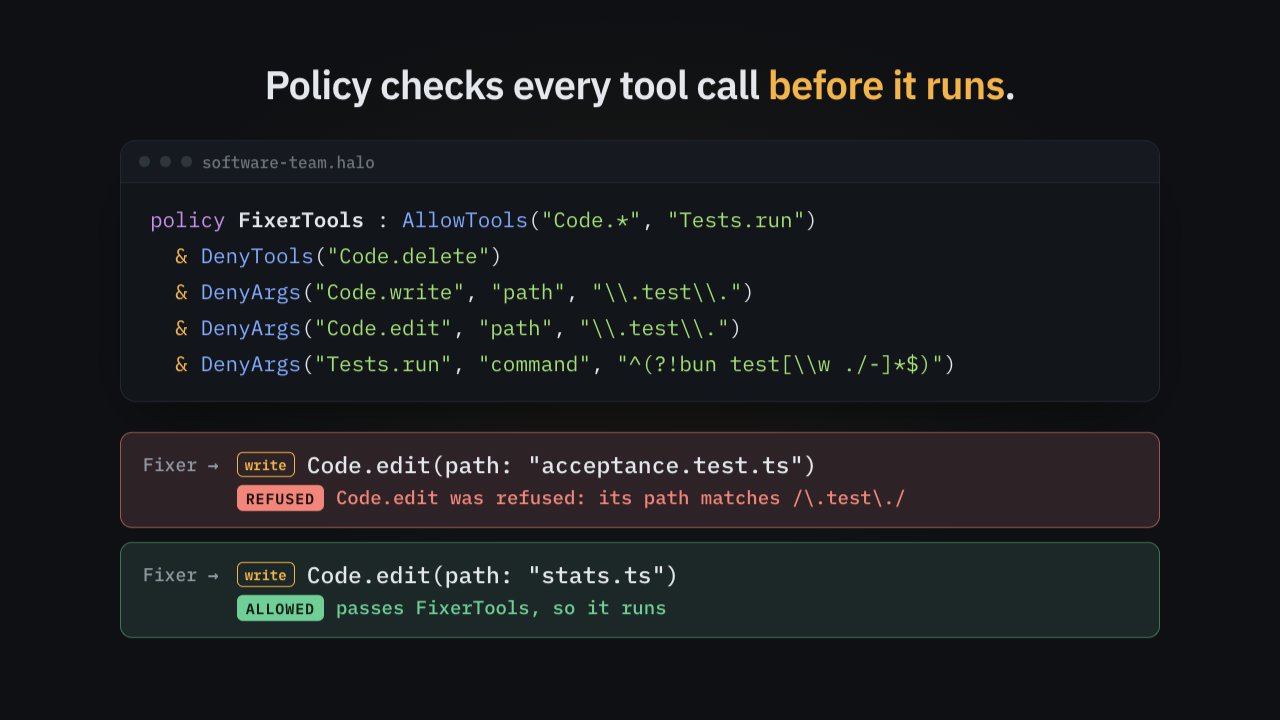 Policy checks every tool call before it runs.
software-team.halo
policy FixerTools : AllowTools("Code.*", "Tests.run")
& DenyTools("Code.delete")
& DenyArgs("Code.write", "path", "\\.test\\.")
& DenyArgs("Code.edit", "path", "\\.test\\.")
& DenyArgs("Tests.run", "command", "^(?!bun test[\\w ./-]*$)")
Fixer → write Code.edit(path: "acceptance.test.ts")
REFUSED Code.edit was refused: its path matches /\.test\./
Fixer → write Code.edit(path: "stats.ts")
ALLOWED passes FixerTools, so it runs